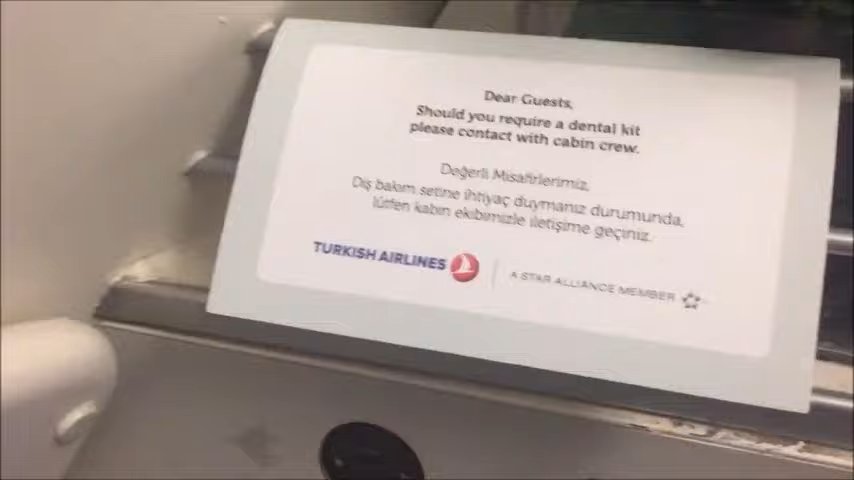 Dear Guests,
Should you require a dental kit
please contact with cabin crew.
Değerli Misafirlerimiz,
Diş bakım setine ihtiyaç duymanız durumunda,
lütfen kabin ekibimizle iletişime geçiniz.
TURKISH AIRLINES
A STAR ALLIANCE MEMBER